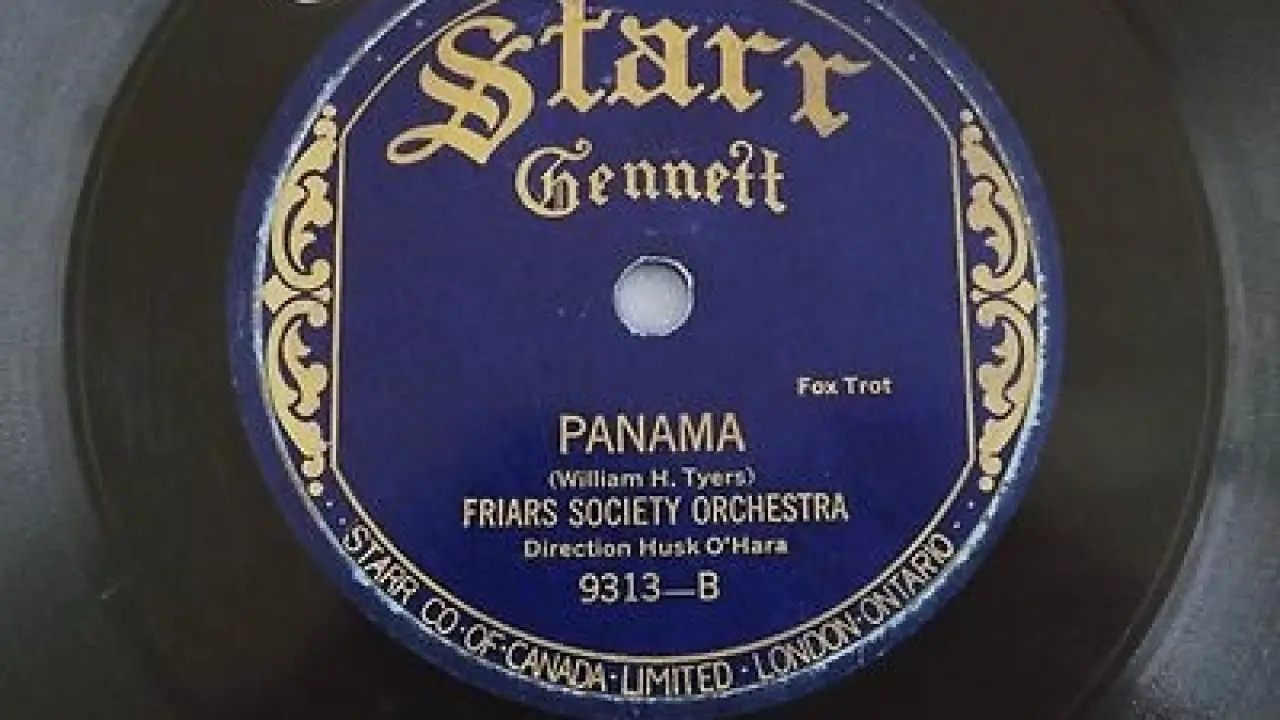 Starr
Gennett
Fox Trot
PANAMA
(William H. Tyers)
FRIARS SOCIETY ORCHESTRA
Direction Husk O'Hara
9313—B
STARR CO·OF·CANADA·LIMITED·LONDON·ONTARIO